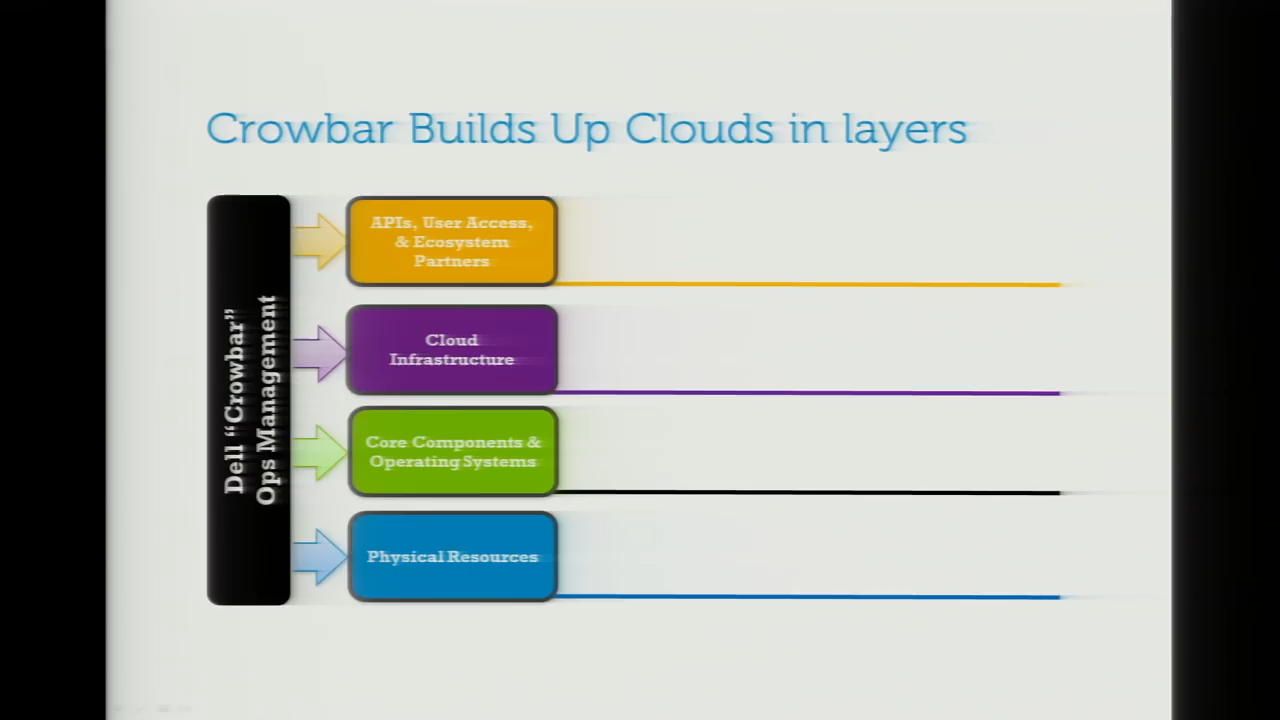 Crowbar Builds Up Clouds in layers
Dell “Crowbar”
Ops Management
APIs, User Access,
& Ecosystem
Partners
Cloud
Infrastructure
Core Components &
Operating Systems
Physical Resources